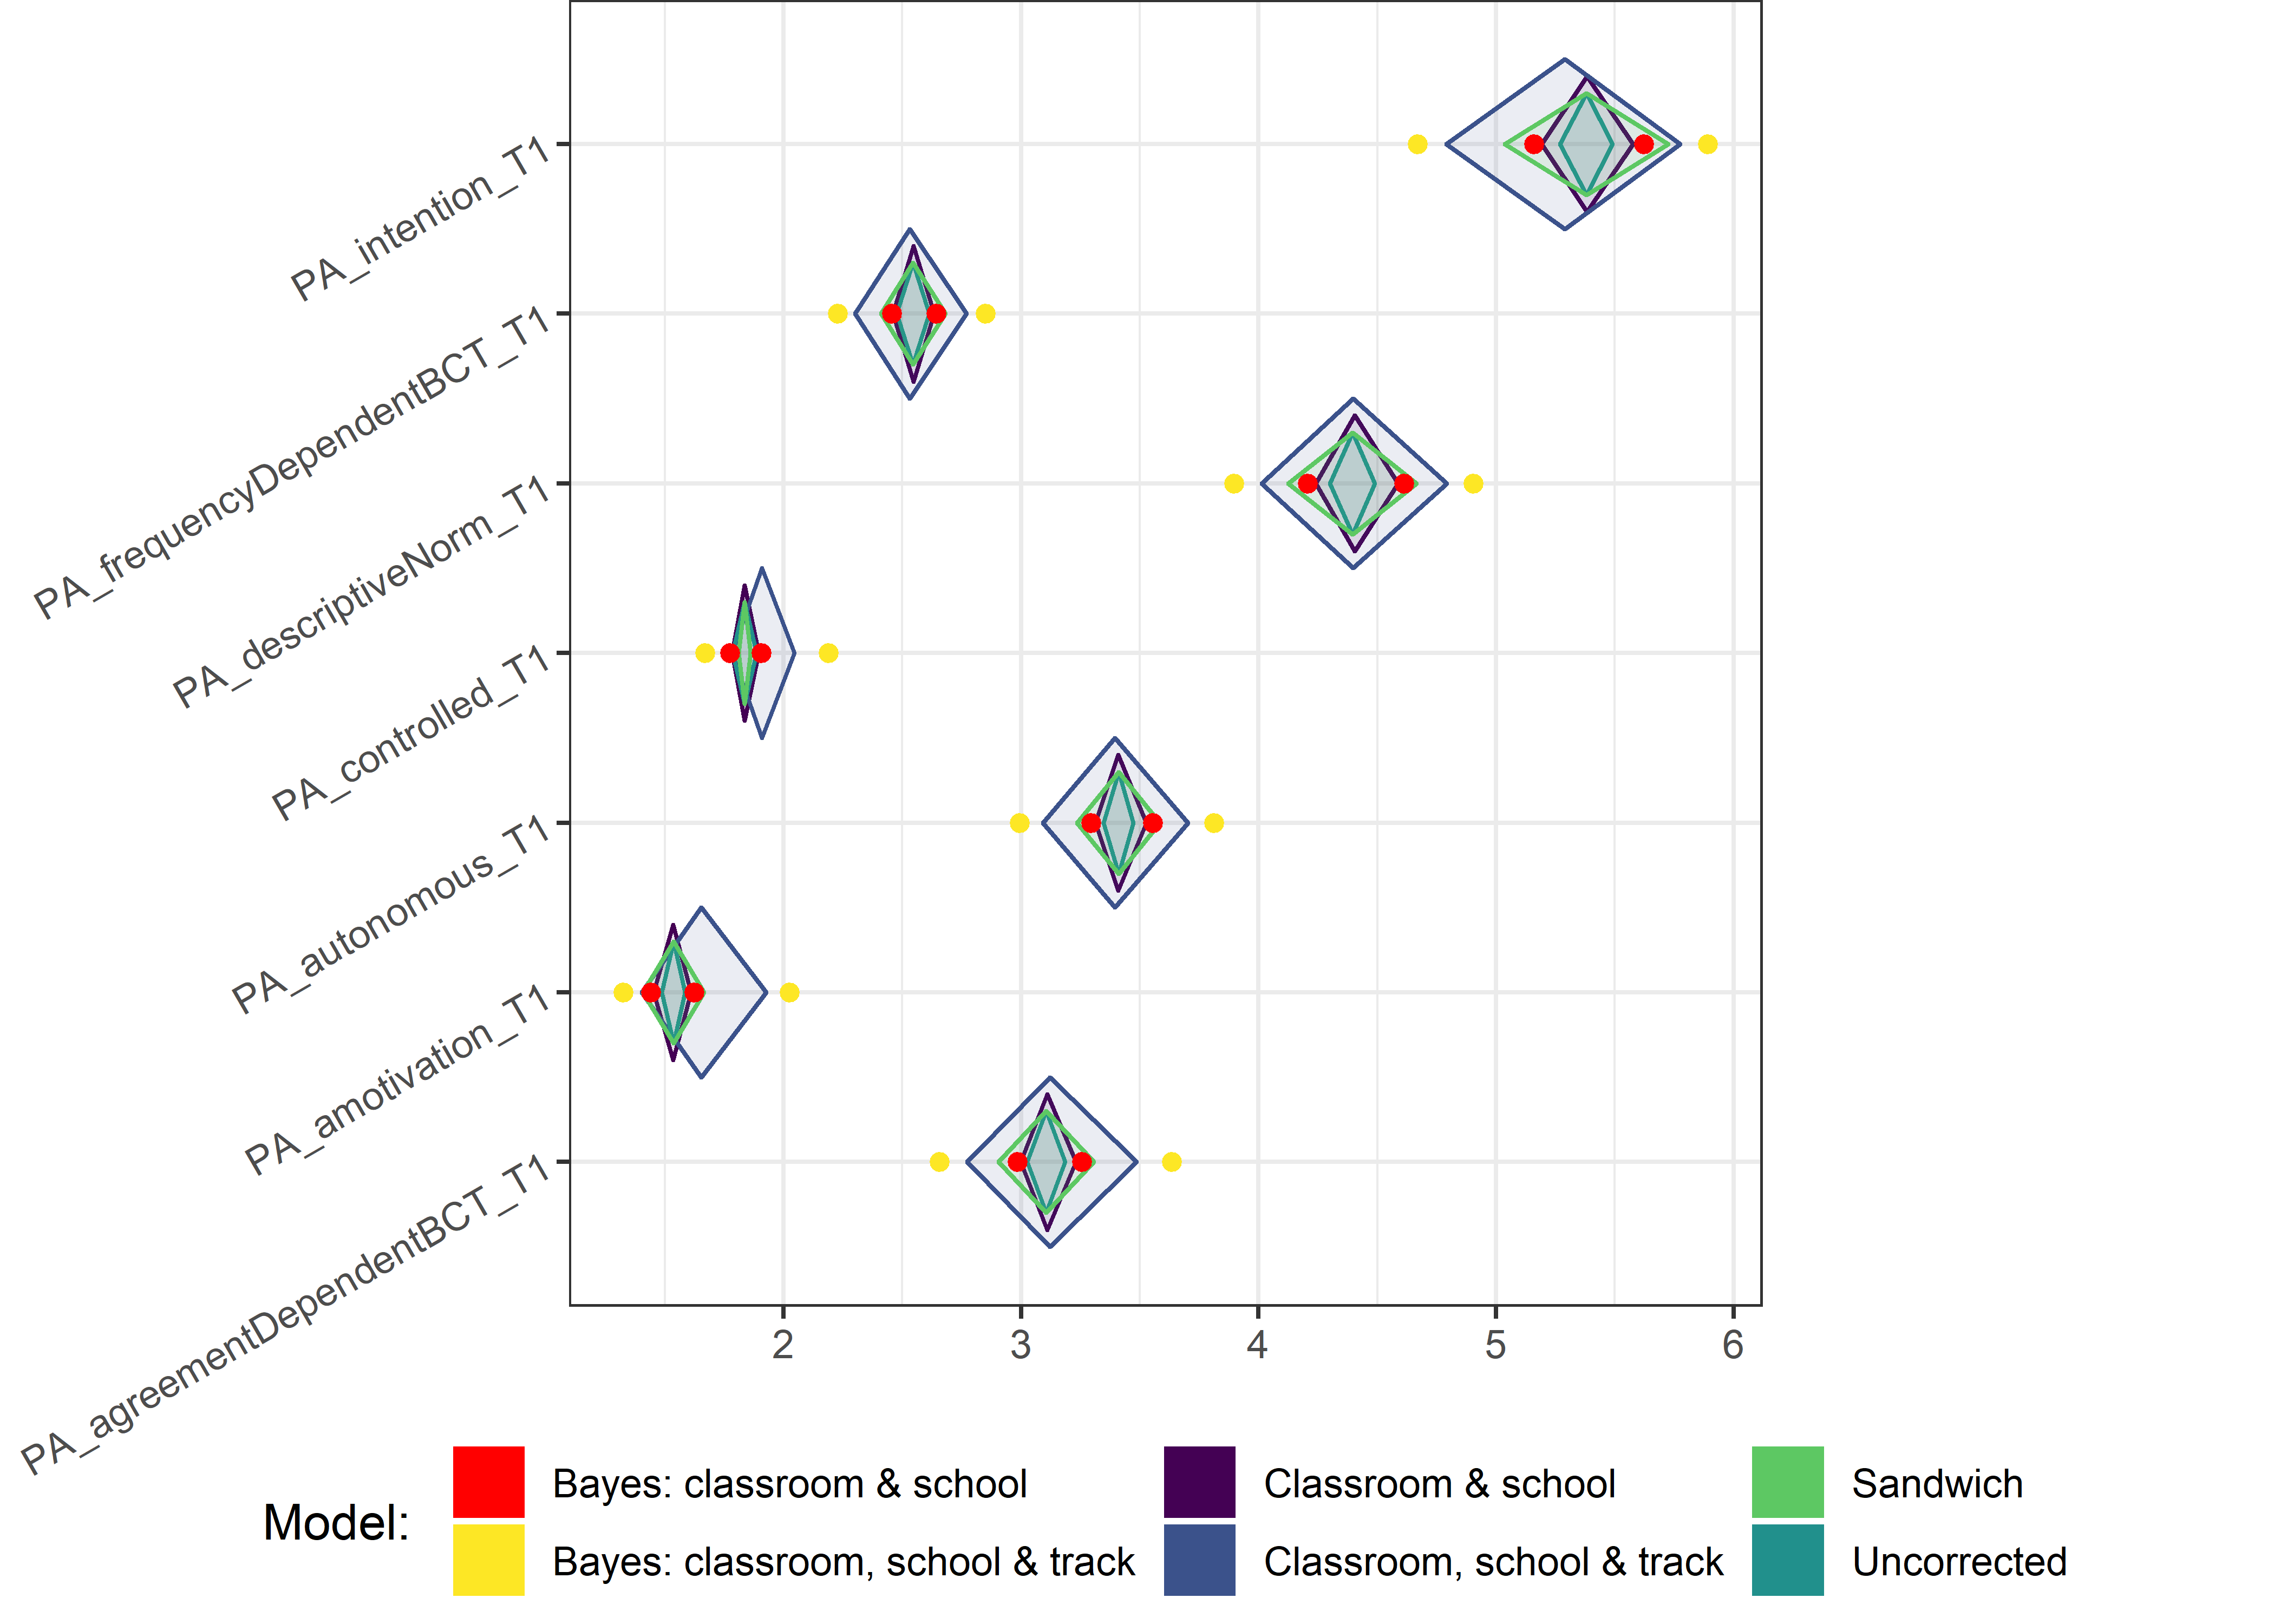 PA_intention_T1
PA_frequencyDependentBCT_T1
PA_descriptiveNorm_T1
PA_controlled_T1
PA_autonomous_T1
PA_amotivation_T1
PA_agreementDependentBCT_T1
2 3 4 5 6
Model:
Bayes: classroom & school Classroom & school Sandwich
Bayes: classroom, school & track Classroom, school & track Uncorrected